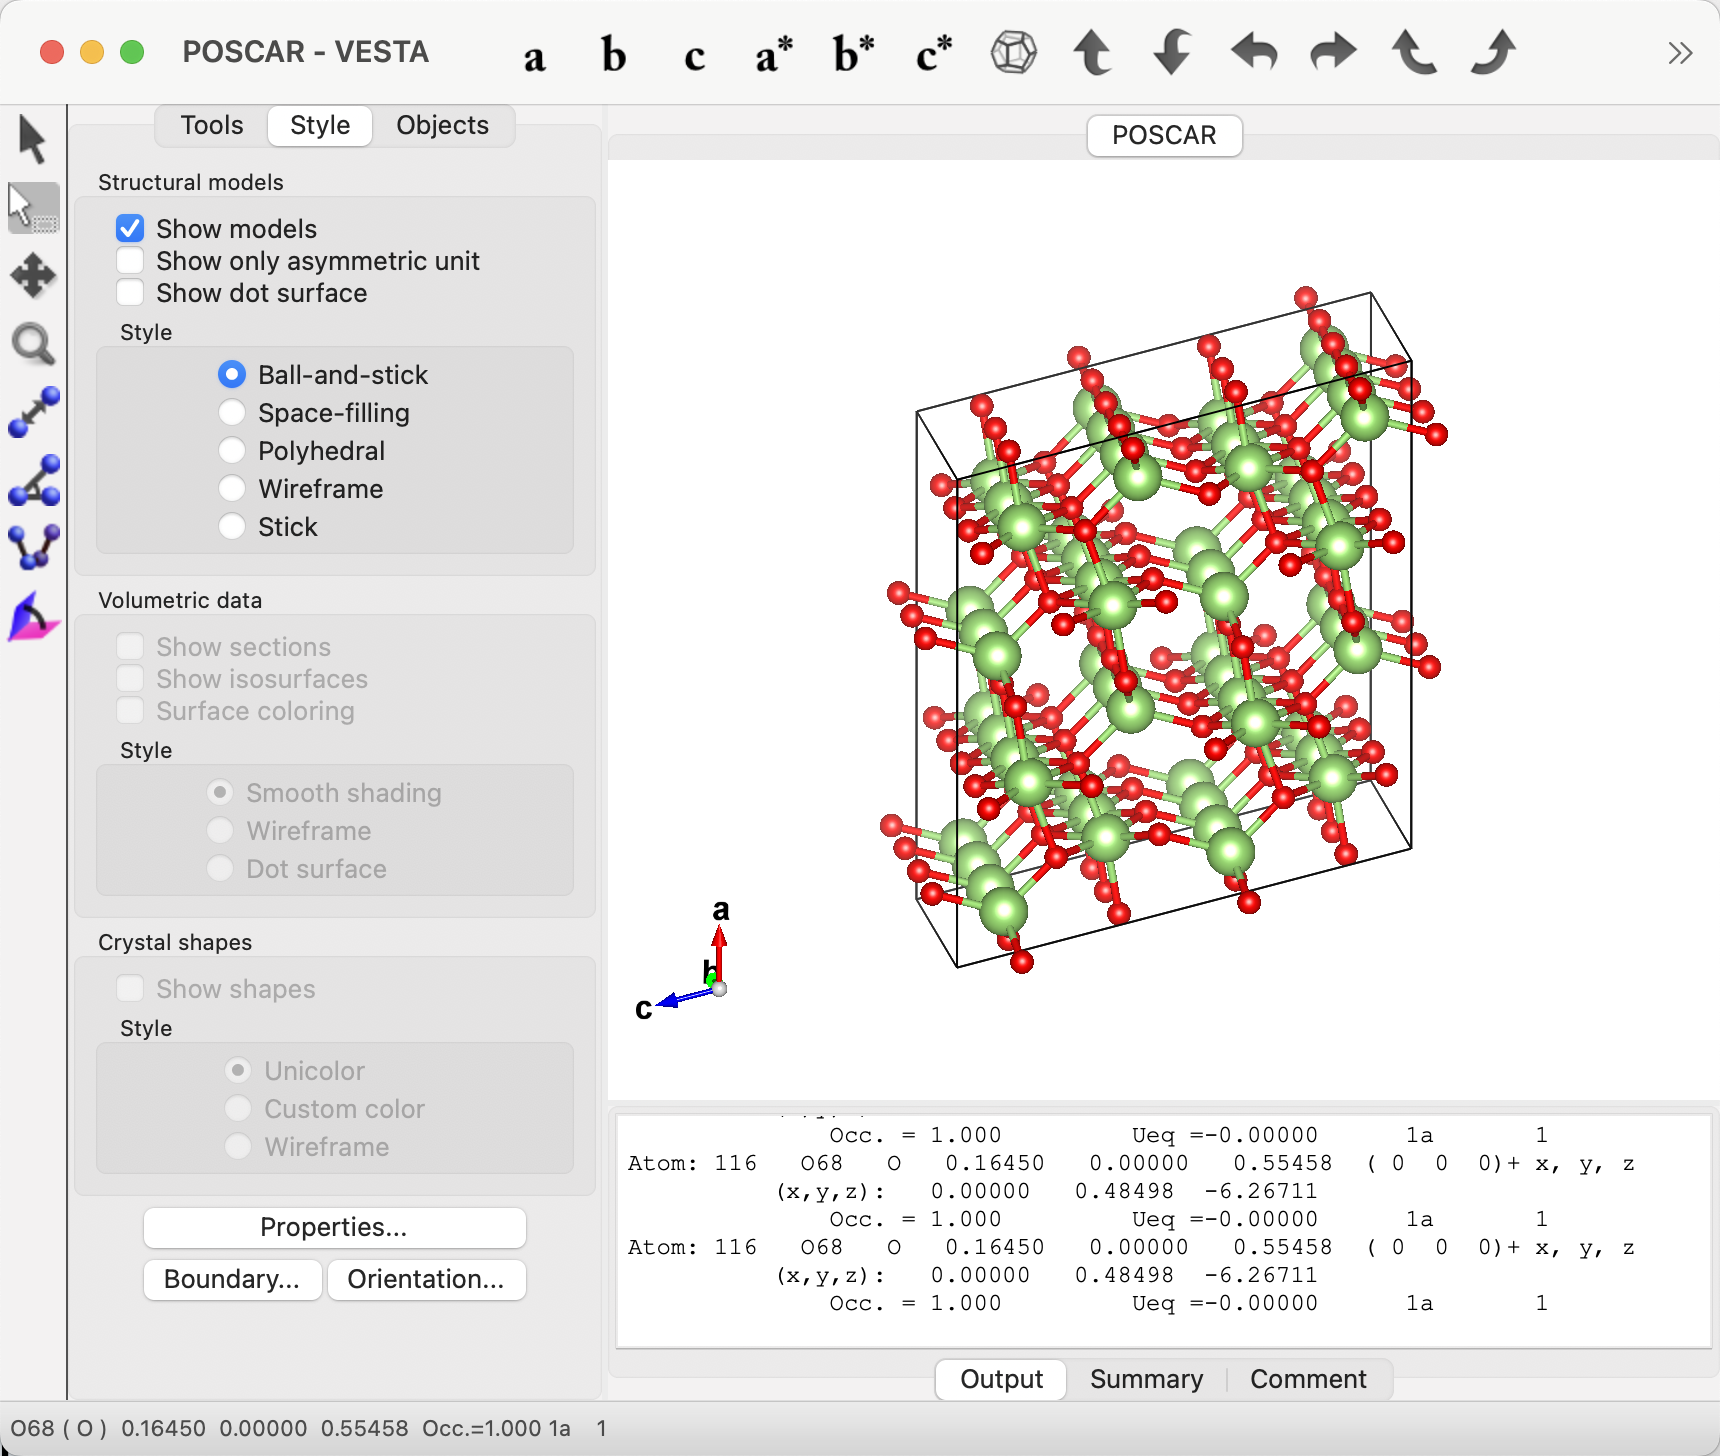 POSCAR - VESTA a b c a* b* c*
Tools Style Objects
POSCAR
Structural models
Show models
Show only asymmetric unit
Show dot surface
Style
Ball-and-stick
Space-filling
Polyhedral
Wireframe
Stick
Volumetric data
Show sections
Show isosurfaces
Surface coloring
Style
Smooth shading
Wireframe
Dot surface
Crystal shapes
Show shapes
Style
Unicolor
Custom color
Wireframe
Properties...
Boundary... Orientation...
a
b
c
Occ. = 1.000 Ueq =-0.00000 1a 1
Atom: 116 O68 O 0.16450 0.00000 0.55458 ( 0 0 0)+ x, y, z
(x,y,z): 0.00000 0.48498 -6.26711
Occ. = 1.000 Ueq =-0.00000 1a 1
Atom: 116 O68 O 0.16450 0.00000 0.55458 ( 0 0 0)+ x, y, z
(x,y,z): 0.00000 0.48498 -6.26711
Occ. = 1.000 Ueq =-0.00000 1a 1
Output Summary Comment
O68 ( O ) 0.16450 0.00000 0.55458 Occ.=1.000 1a 1